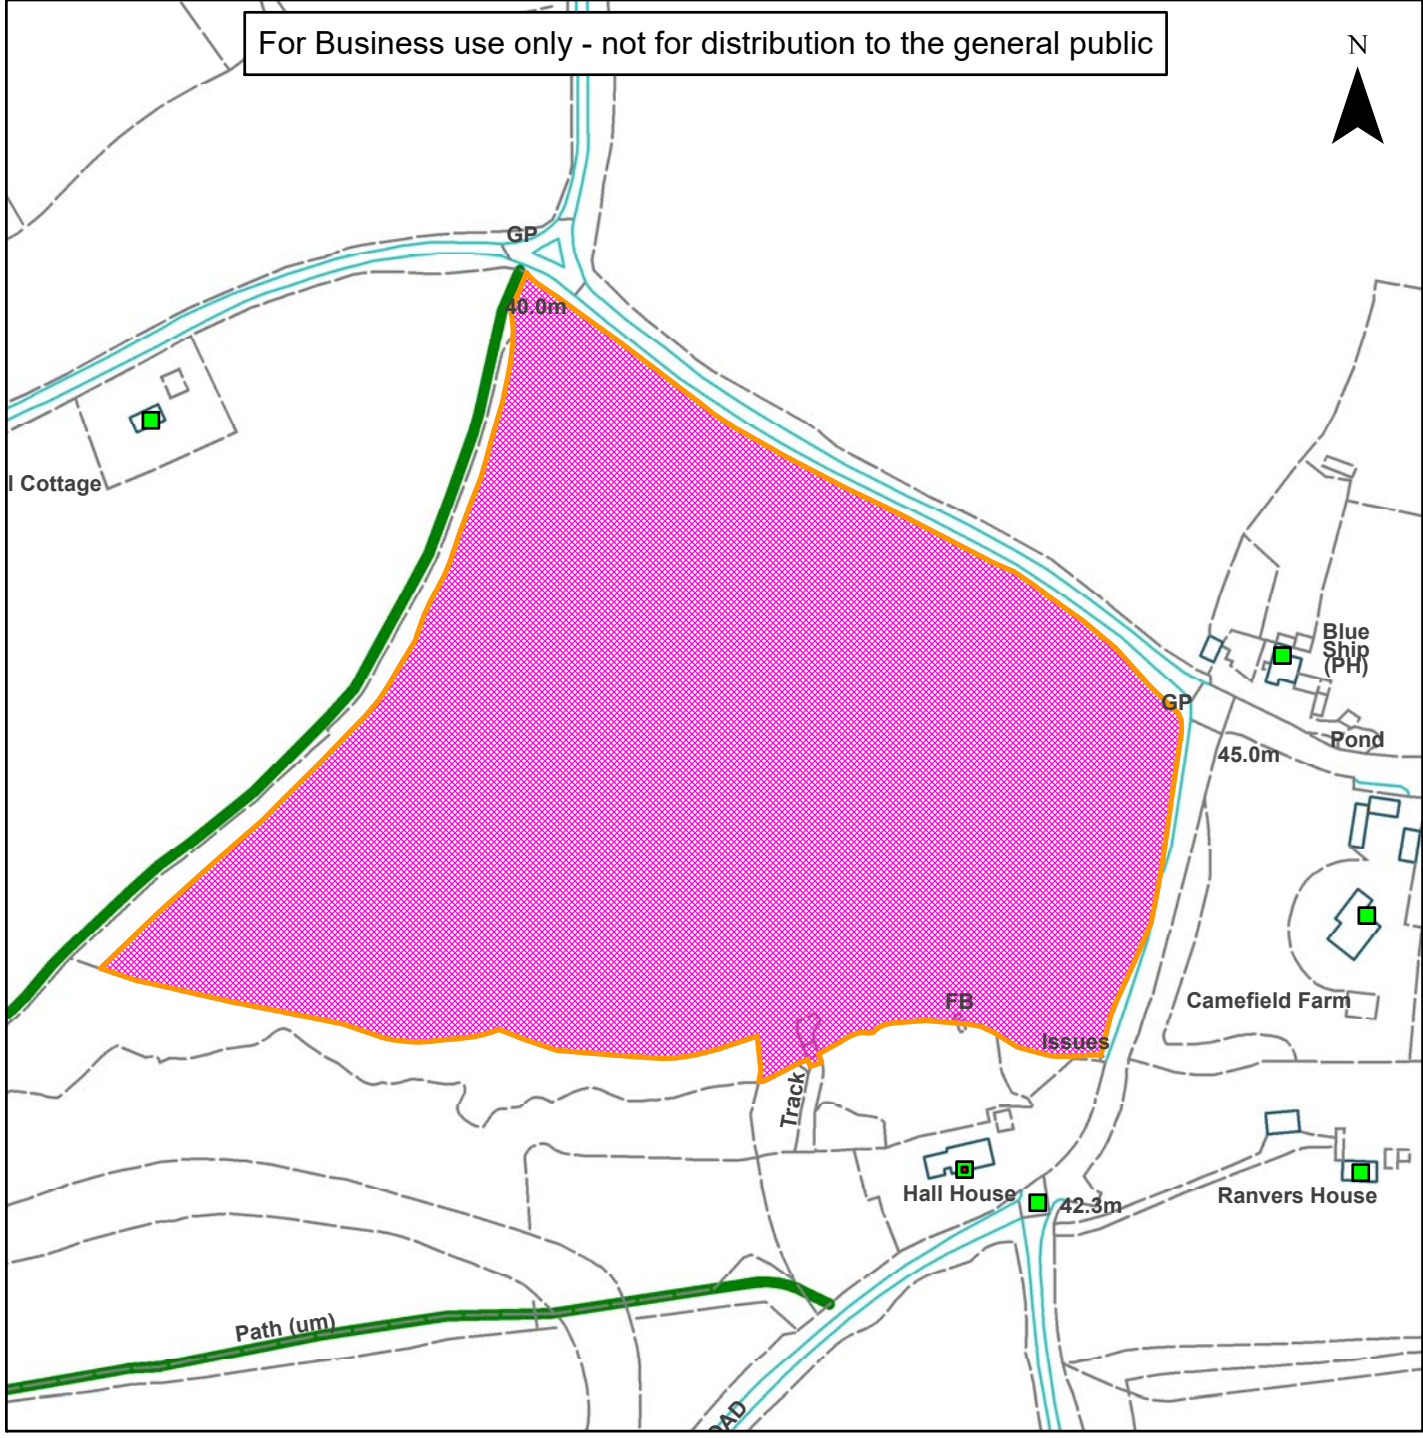 For Business use only - not for distribution to the general public
N
GP
40.0m
l Cottage
Blue
Ship
(PH)
GP
Pond
45.0m
FB
Camefield Farm
Issues
Track
Hall House
Ranvers House
42.3m
Path (um)
OAD